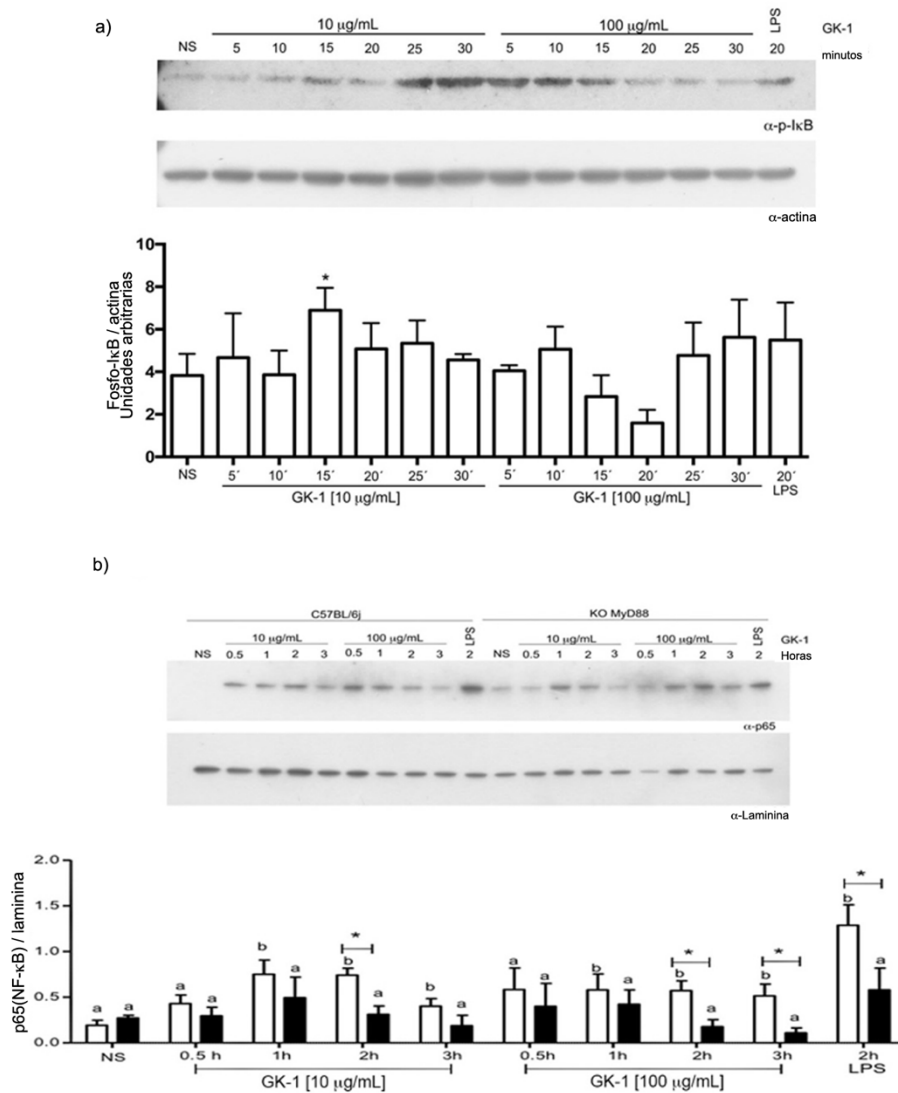 a)
10 µg/mL 100 µg/mL LPS GK-1
NS 5 10 15 20 25 30 5 10 15 20 25 30 20 minutos
α-p-IκB
α-actina
Fosfo-IκB / actina
Unidades arbitrarias
10
8
6
4
2
0
*
NS 5´ 10´ 15´ 20´ 25´ 30´ 5´ 10´ 15´ 20´ 25´ 30´ 20´
GK-1 [10 µg/mL] GK-1 [100 µg/mL] LPS
b)
C57BL/6j KO MyD88
10 µg/mL 100 µg/mL LPS 10 µg/mL 100 µg/mL LPS GK-1
NS 0.5 1 2 3 0.5 1 2 3 2 NS 0.5 1 2 3 0.5 1 2 3 2 Horas
α-p65
α-Laminina
p65(NF-κB) / laminina
2.0
1.5
1.0
0.5
0.0
* * * *
a a a a b a b a b a a a b a b a b a b a
NS 0.5 h 1h 2h 3h 0.5h 1h 2h 3h 2h
GK-1 [10 µg/mL] GK-1 [100 µg/mL] LPS